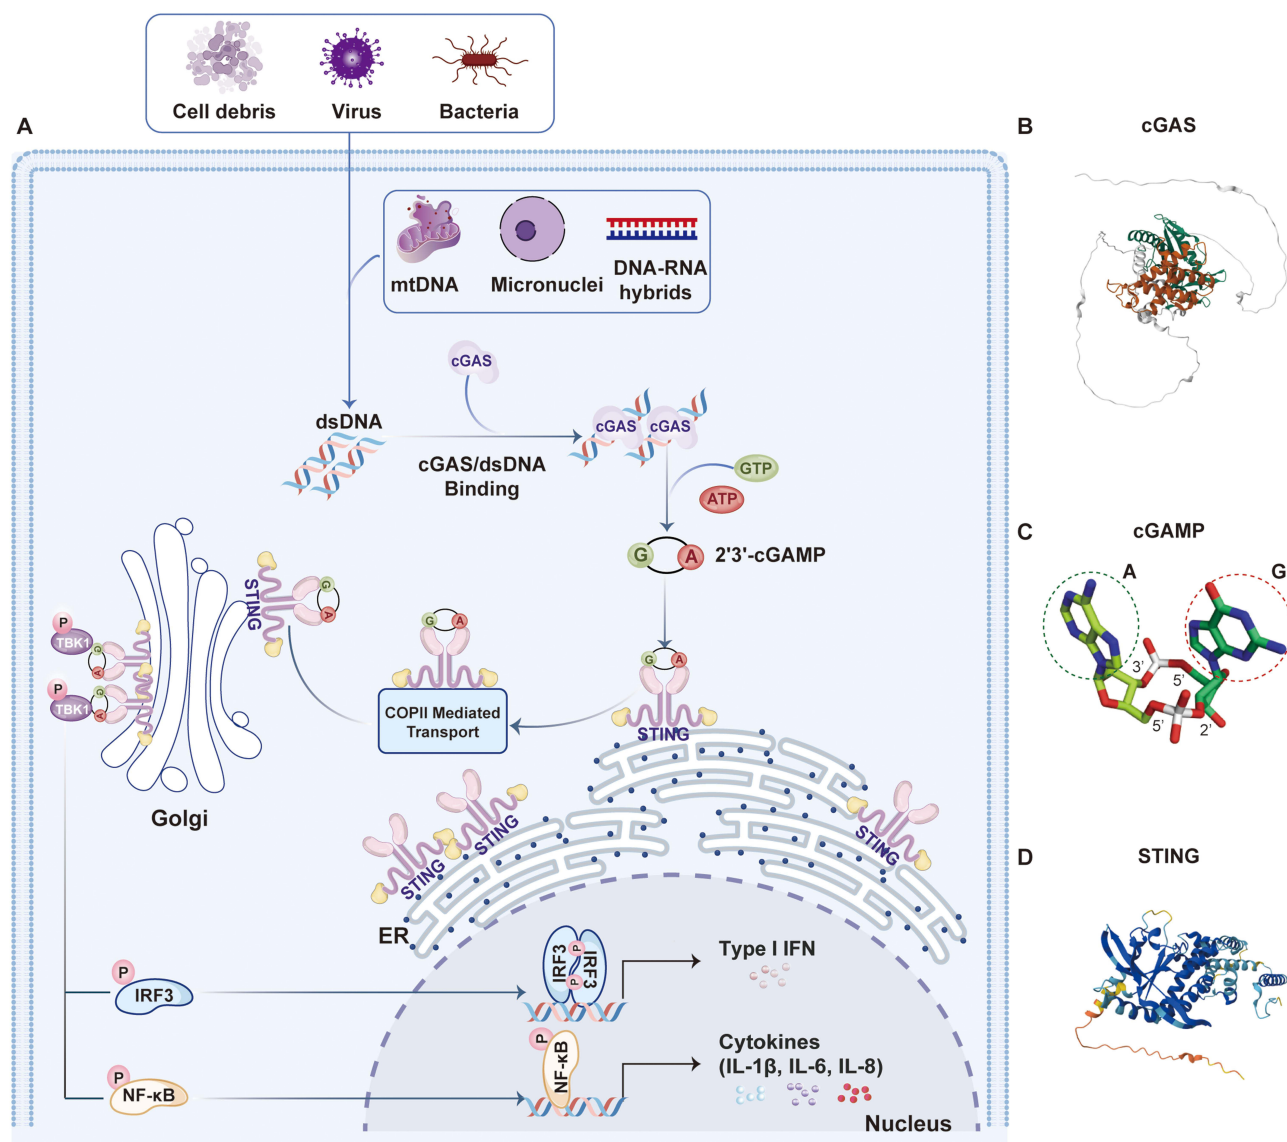 Cell debris
Virus
Bacteria
A
B
cGAS
mtDNA
Micronuclei
DNA-RNA
hybrids
cGAS
dsDNA
cGAS
cGAS
cGAS/dsDNA
Binding
GTP
ATP
G
A
2'3'-cGAMP
C
cGAMP
A
G
3'
5'
5'
2'
STING
G
A
G
A
COPII Mediated
Transport
G
A
STING
P
TBK1
G
A
P
TBK1
G
A
Golgi
STING
STING
STING
D
STING
ER
P
IRF3
IRF3
IRF3
P
P
Type I IFN
P
NF-κB
P
NF-κB
Cytokines
(IL-1β, IL-6, IL-8)
Nucleus